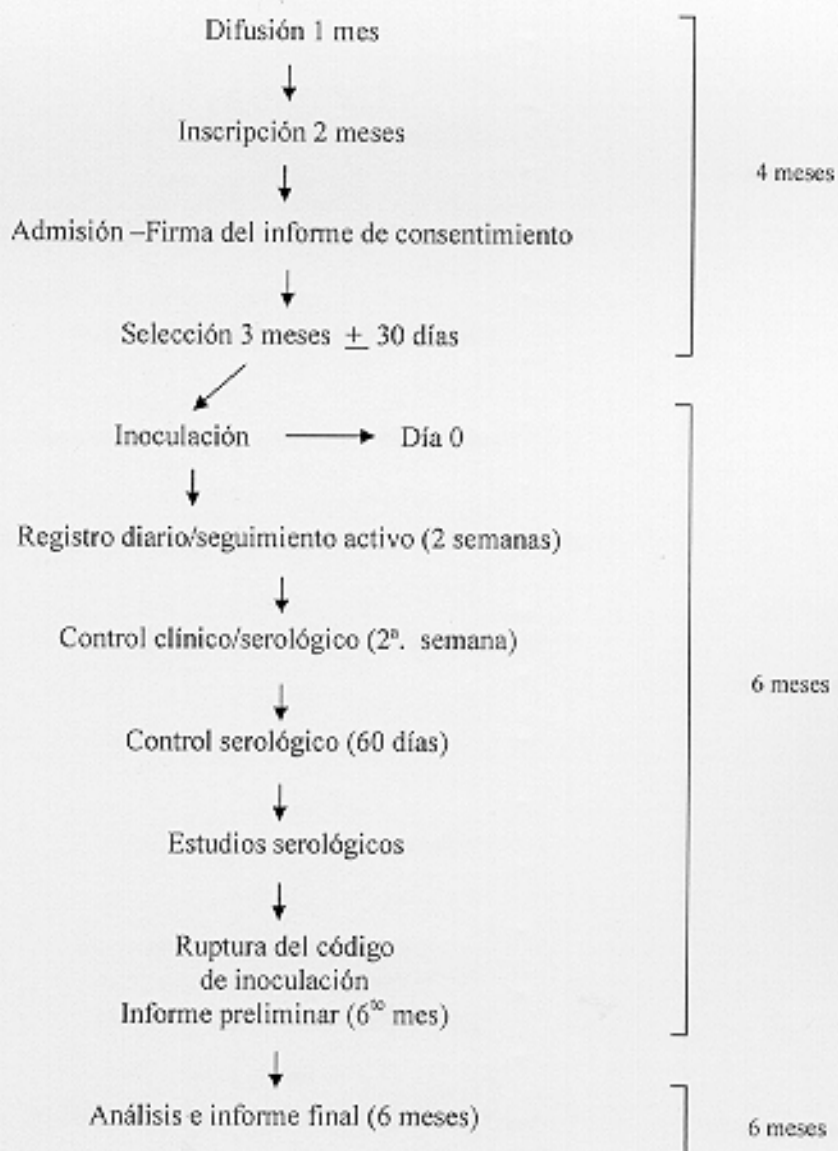 Difusión 1 mes
Inscripción 2 meses
4 meses
Admisión –Firma del informe de consentimiento
Selección 3 meses + 30 días
Inoculación
Día 0
Registro diario/seguimiento activo (2 semanas)
Control clínico/serológico (2ª. semana)
6 meses
Control serológico (60 días)
Estudios serológicos
Ruptura del código
de inoculación
Informe preliminar (6∞ mes)
Análisis e informe final (6 meses)
6 meses